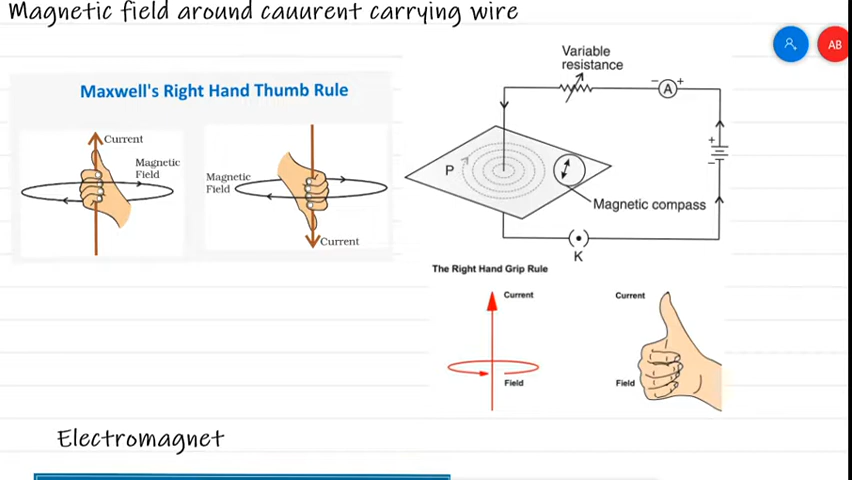 Magnetic field around cauurent carrying wire
AB
Maxwell's Right Hand Thumb Rule
Current
Magnetic
Field
Magnetic
Field
Current
Variable
resistance
− A +
P
+
−
Magnetic compass
K
The Right Hand Grip Rule
Current
Field
Current
Field
Electromagnet